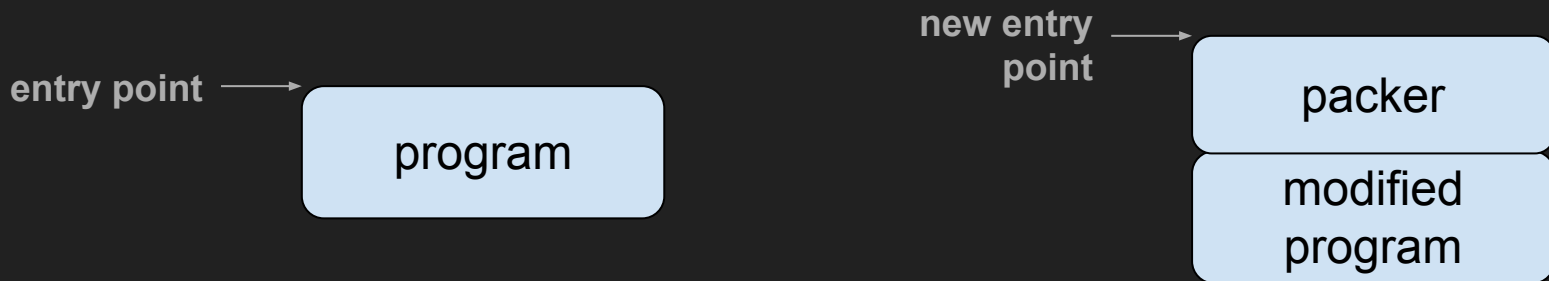 entry point
program
new entry
point
packer
modified
program